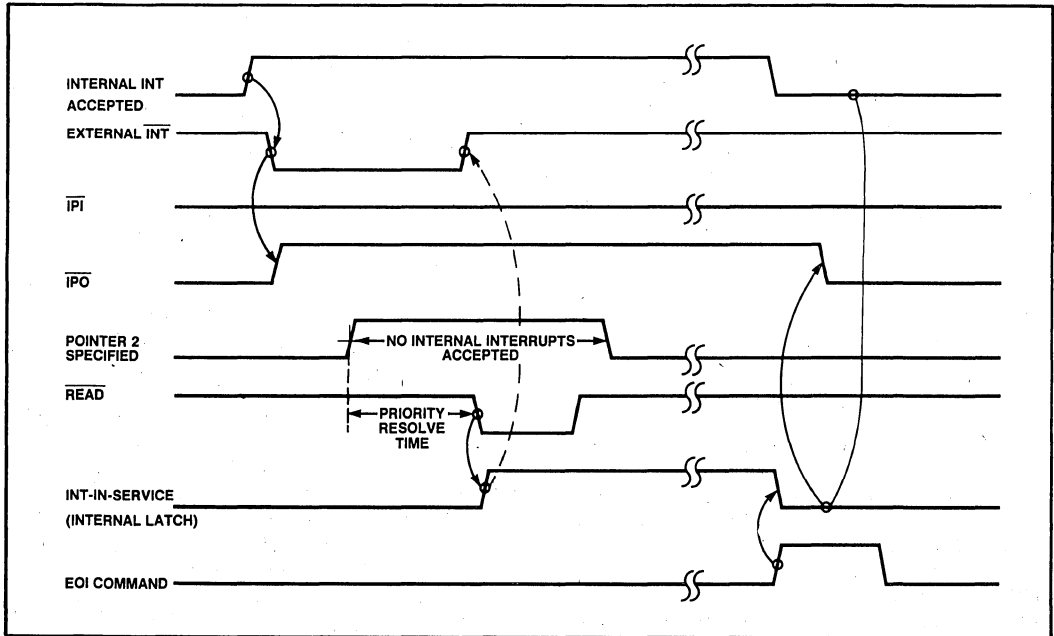 INTERNAL INT
ACCEPTED
EXTERNAL INT
IPI
IPO
POINTER 2
SPECIFIED
NO INTERNAL INTERRUPTS
ACCEPTED
READ
PRIORITY
RESOLVE
TIME
INT-IN-SERVICE
(INTERNAL LATCH)
EOI COMMAND